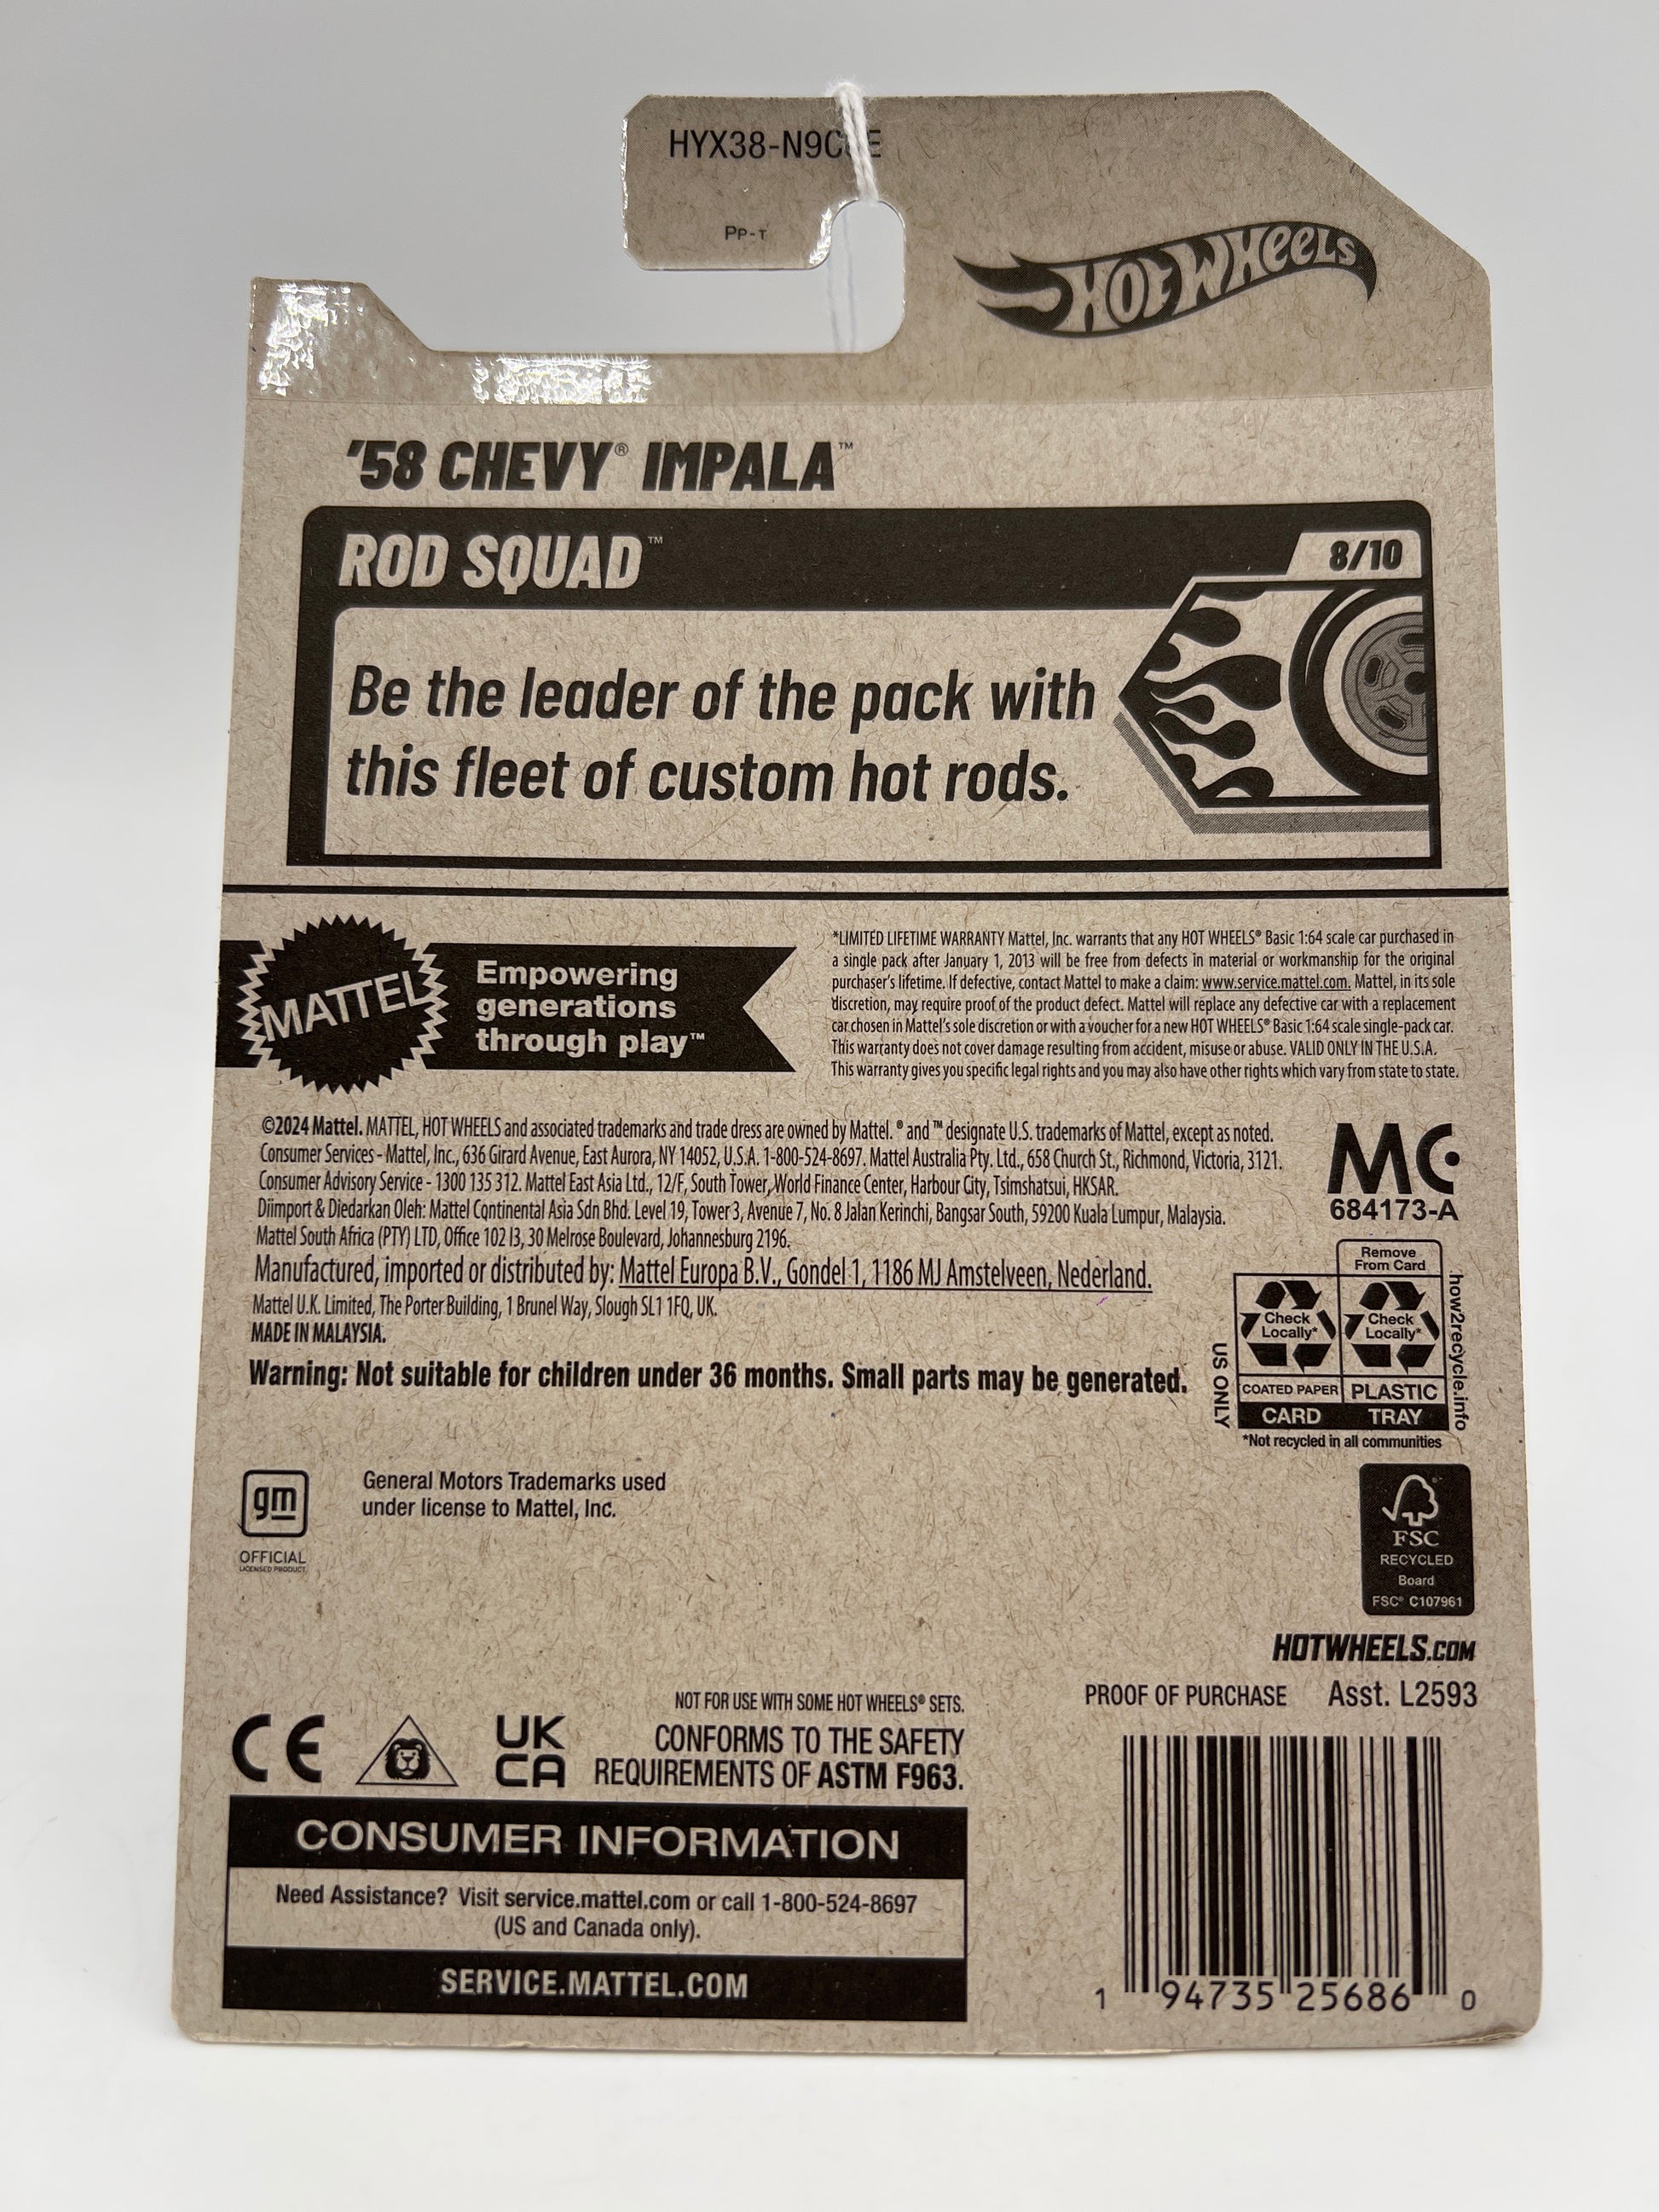 HYX38-N9C
PP-T
HOT WHEELS
'58 CHEVY® IMPALA™
ROD SQUAD™
8/10
Be the leader of the pack with
this fleet of custom hot rods.
MATTEL
Empowering
generations
through play™
*LIMITED LIFETIME WARRANTY Mattel, Inc. warrants that any HOT WHEELS® Basic 1:64 scale car purchased in
a single pack after January 1, 2013 will be free from defects in material or workmanship for the original
purchaser's lifetime. If defective, contact Mattel to make a claim: www.service.mattel.com. Mattel, in its sole
discretion, may require proof of the product defect. Mattel will replace any defective car with a replacement
car chosen in Mattel's sole discretion or with a voucher for a new HOT WHEELS® Basic 1:64 scale single-pack car.
This warranty does not cover damage resulting from accident, misuse or abuse. VALID ONLY IN THE U.S.A.
This warranty gives you specific legal rights and you may also have other rights which vary from state to state.
©2024 Mattel. MATTEL, HOT WHEELS and associated trademarks and trade dress are owned by Mattel. ® and ™ designate U.S. trademarks of Mattel, except as noted.
Consumer Services - Mattel, Inc., 636 Girard Avenue, East Aurora, NY 14052, U.S.A. 1-800-524-8697. Mattel Australia Pty. Ltd., 658 Church St., Richmond, Victoria, 3121.
Consumer Advisory Service - 1300 135 312. Mattel East Asia Ltd., 12/F, South Tower, World Finance Center, Harbour City, Tsimshatsui, HKSAR.
Diimport & Diedarkan Oleh: Mattel Continental Asia Sdn Bhd. Level 19, Tower 3, Avenue 7, No. 8 Jalan Kerinchi, Bangsar South, 59200 Kuala Lumpur, Malaysia.
Mattel South Africa (PTY) LTD, Office 102 I3, 30 Melrose Boulevard, Johannesburg 2196.
Manufactured, imported or distributed by: Mattel Europa B.V., Gondel 1, 1186 MJ Amstelveen, Nederland.
Mattel U.K. Limited, The Porter Building, 1 Brunel Way, Slough SL1 1FQ, UK.
MADE IN MALAYSIA.
Warning: Not suitable for children under 36 months. Small parts may be generated.
MC
684173-A
Remove
From Card
Check
Locally*
Check
Locally*
COATED PAPER
PLASTIC
CARD
TRAY
US ONLY
how2recycle.info
*Not recycled in all communities
gm
OFFICIAL
LICENSED PRODUCT
General Motors Trademarks used
under license to Mattel, Inc.
FSC
RECYCLED
Board
FSC® C107961
HOTWHEELS.COM
PROOF OF PURCHASE Asst. L2593
NOT FOR USE WITH SOME HOT WHEELS® SETS.
CE
UK
CA
CONFORMS TO THE SAFETY
REQUIREMENTS OF ASTM F963.
CONSUMER INFORMATION
Need Assistance? Visit service.mattel.com or call 1-800-524-8697
(US and Canada only).
SERVICE.MATTEL.COM
1 94735 25686 0